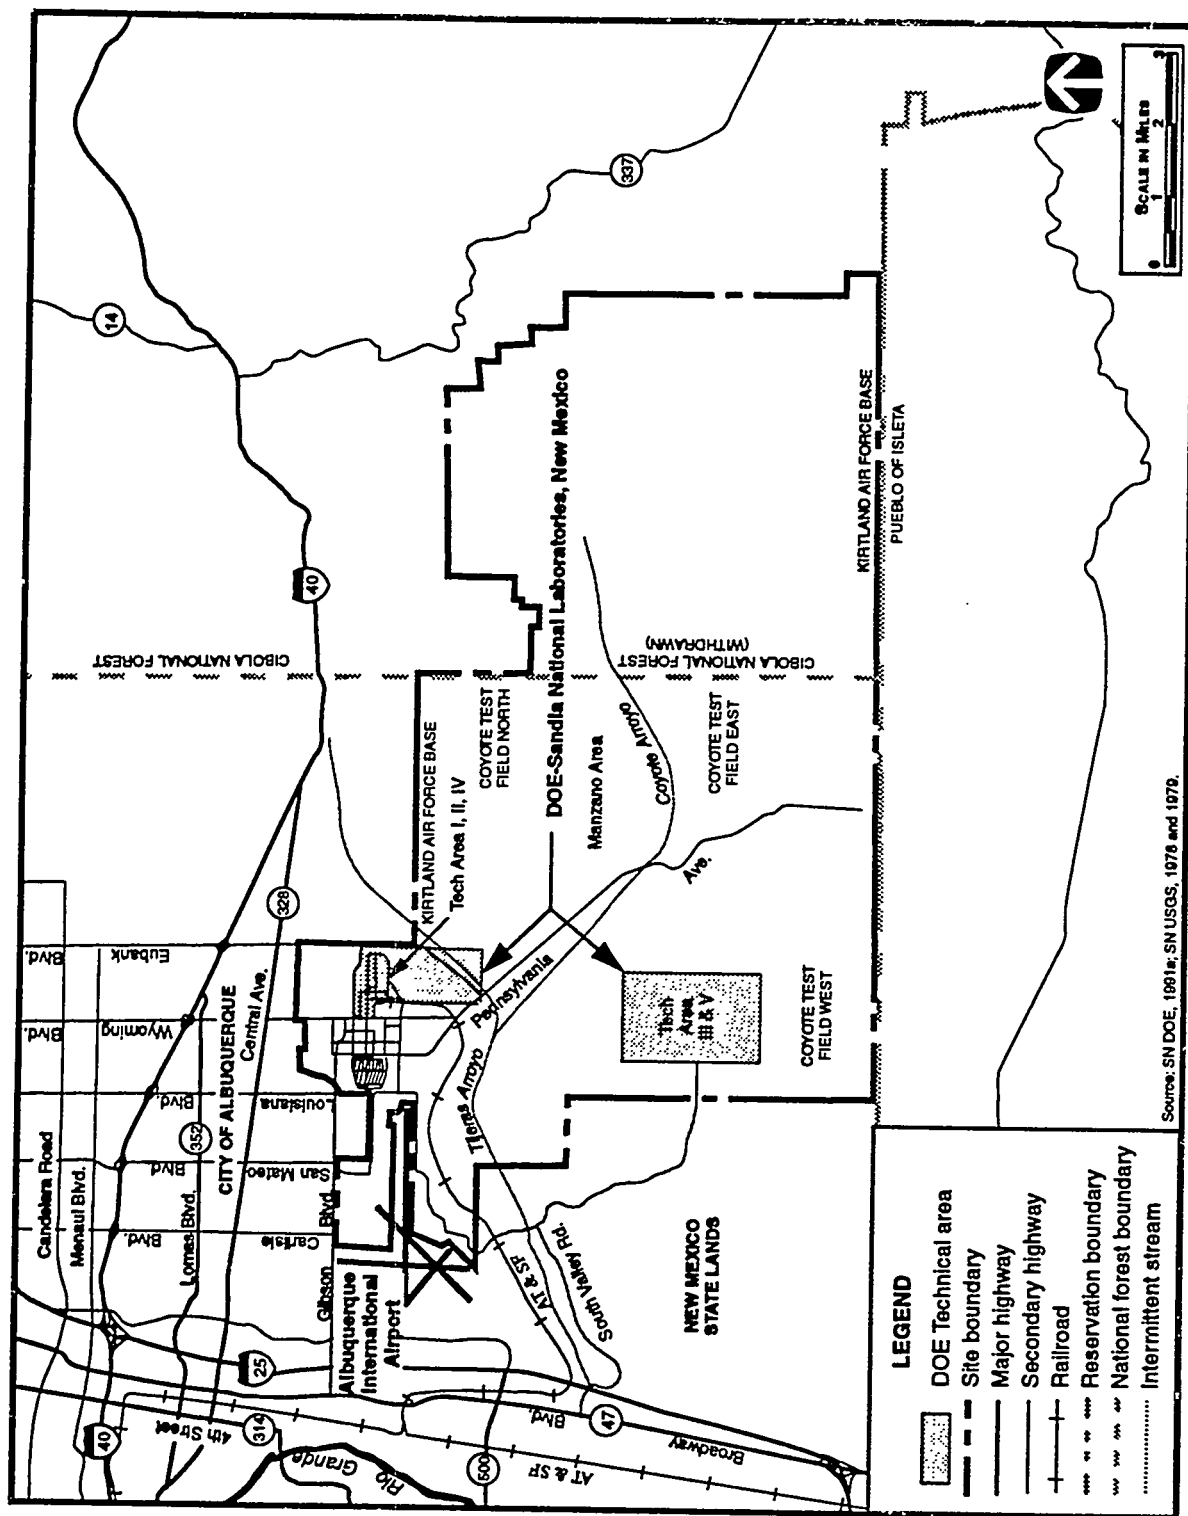 14
337
40
CIBOLA NATIONAL FOREST
CIBOLA NATIONAL FOREST
(WITHDRAWN)
KIRTLAND AIR FORCE BASE
PUEBLO OF ISLETA
DOE-Sandia National Laboratories, New Mexico
KIRTLAND AIR FORCE BASE
Tech Area I, II, IV
COYOTE TEST
FIELD NORTH
Manzano Area
Coyote Arroyo
COYOTE TEST
FIELD EAST
COYOTE TEST
FIELD WEST
Tech
Area
III & V
Pennsylvania
Ave.
Tijeras Arroyo
328
352
CITY OF ALBUQUERQUE
Central Ave.
Eubank
Blvd.
Wyoming
Blvd.
Louisiana
Blvd.
San Mateo
Blvd.
Carlisle
Blvd.
Candelera Road
Menaul Blvd.
Lomas Blvd.
Gibson
Blvd
Albuquerque
International
Airport
AT & SF
South Valley Rd.
NEW MEXICO
STATE LANDS
25
40
4th Street
314
Rio
Grande
500
AT & SF
47
Broadway
Blvd.
LEGEND
DOE Technical area
Site boundary
Major highway
Secondary highway
Railroad
Reservation boundary
National forest boundary
Intermittent stream
SCALE IN MILES
0 1 2 3
Source: SN DOE, 1991e; SN USGS, 1978 and 1979.